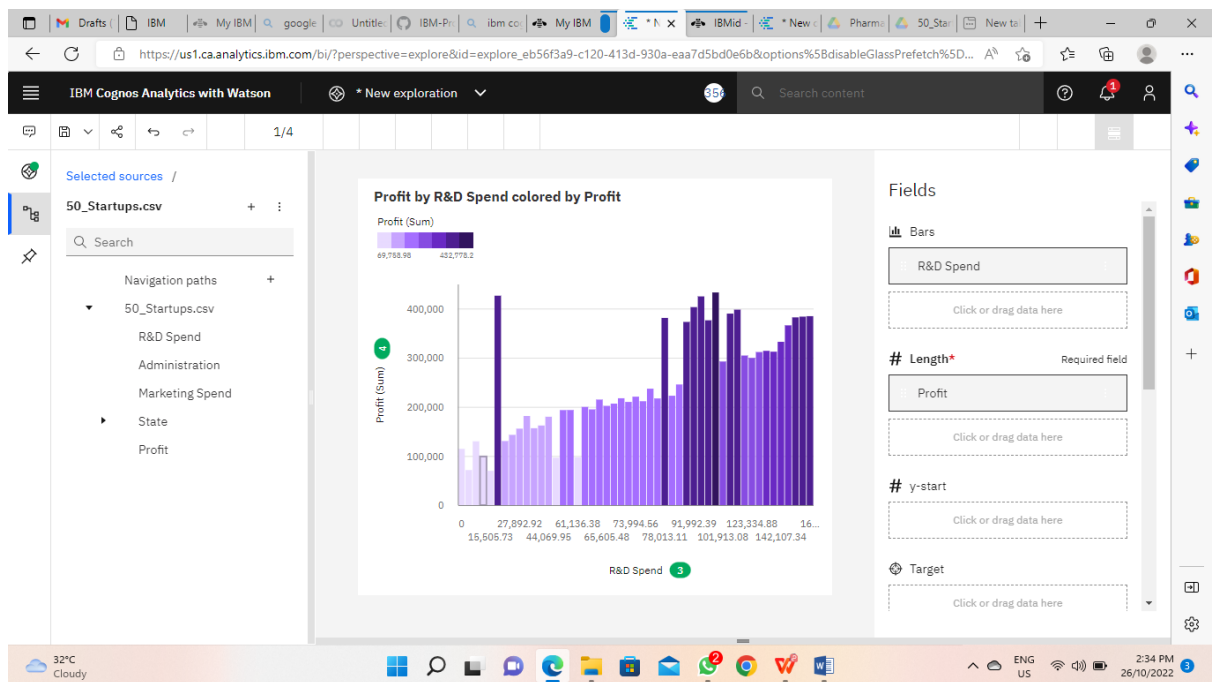 Drafts (
IBM
My IBM
google
Untitled
IBM-Pr
ibm co
My IBM
* N
IBMid -
* New
Pharma
50_Star
New ta
https://us1.ca.analytics.ibm.com/bi/?perspective=explore&id=explore_eb56f3a9-c120-413d-930a-eaa7d5bd0e6b&options%5BdisableGlassPrefetch%5D...
IBM Cognos Analytics with Watson
* New exploration
356
Search content
1
1/4
Selected sources /
50_Startups.csv
Search
Navigation paths
50_Startups.csv
R&D Spend
Administration
Marketing Spend
State
Profit
Profit by R&D Spend colored by Profit
Profit (Sum)
69,788.98 432,778.2
400,000
300,000
200,000
100,000
0
Profit (Sum) 4
0 27,892.92 61,136.38 73,994.56 91,992.39 123,334.88 16...
15,505.73 44,069.95 65,605.48 78,013.11 101,913.08 142,107.34
R&D Spend 3
Fields
Bars
R&D Spend
Click or drag data here
# Length* Required field
Profit
Click or drag data here
# y-start
Click or drag data here
Target
Click or drag data here
32°C
Cloudy
2
ENG
US
2:34 PM
26/10/2022
3